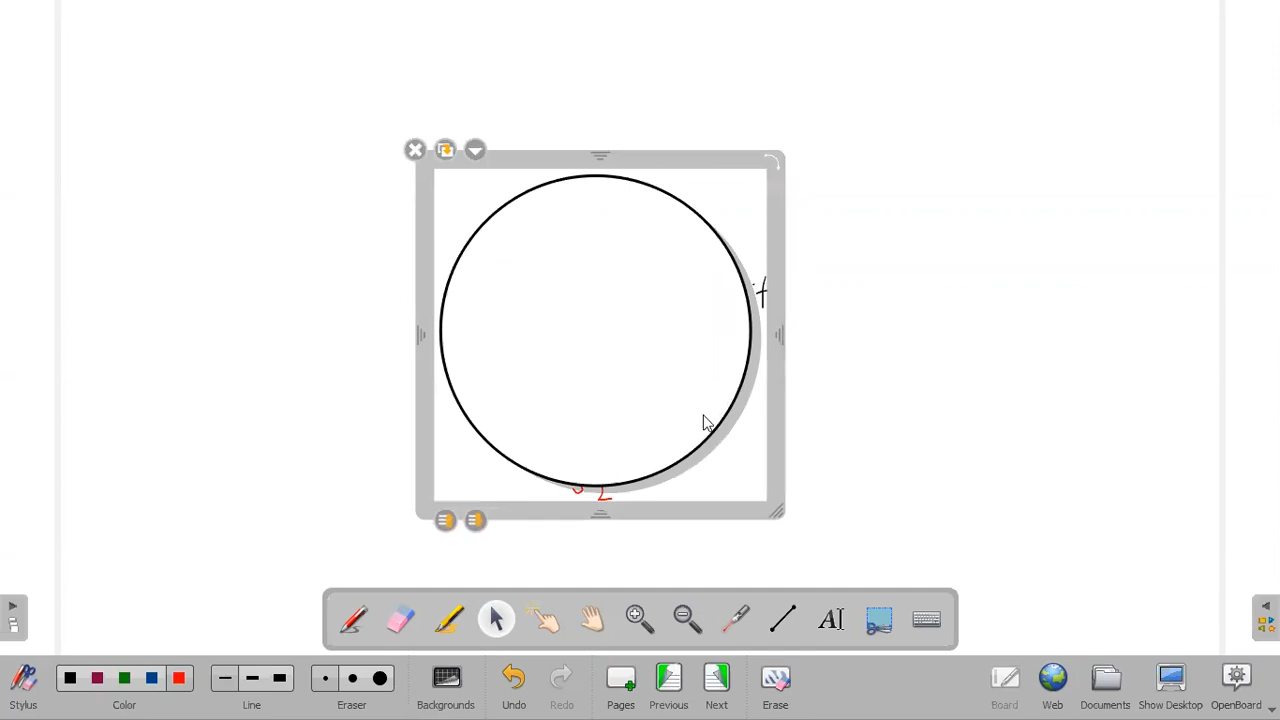 Stylus
Color
Line
Eraser
Backgrounds
Undo
Redo
Pages
Previous
Next
Erase
Board
Web
Documents
Show Desktop
OpenBoard